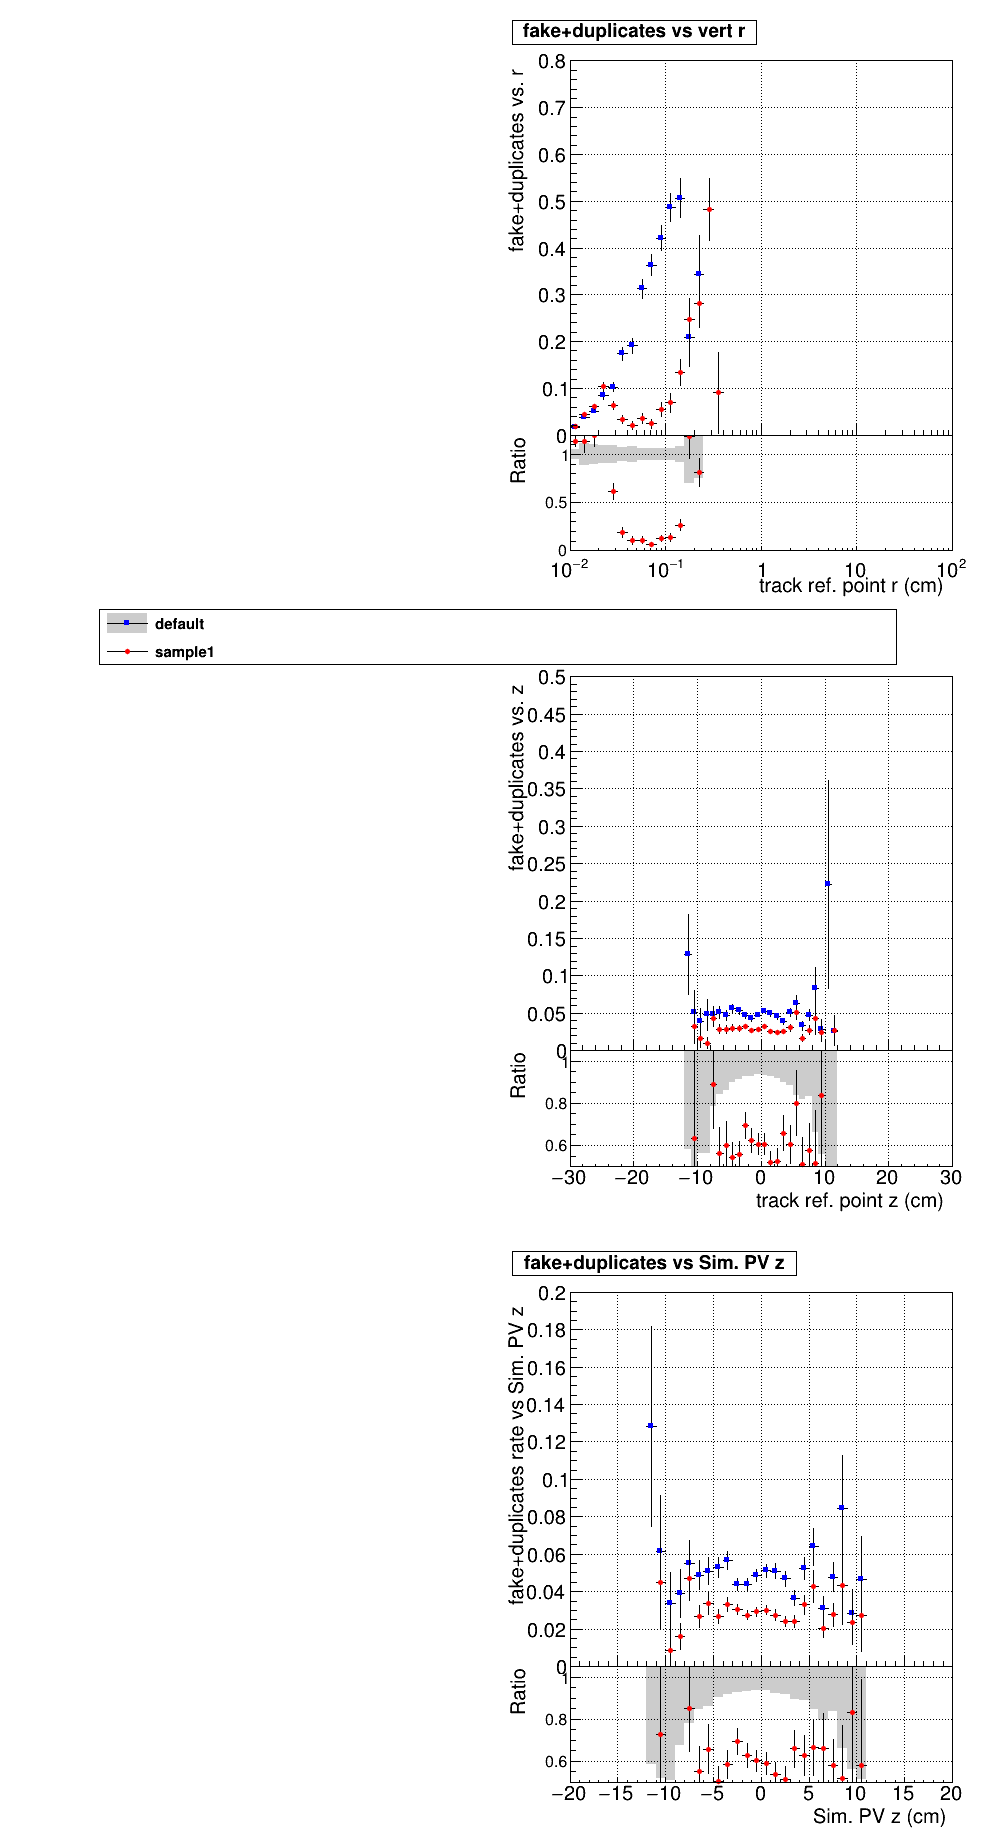 fake+duplicates vs vert r
fake+duplicates vs. r
0.8
0.7
0.6
0.5
0.4
0.3
0.2
0.1
0
Ratio
1
0.5
0
10−2 10−1 1 10 102
track ref. point r (cm)
default
sample1
fake+duplicates vs. z
0.5
0.45
0.4
0.35
0.3
0.25
0.2
0.15
0.1
0.05
0
Ratio
1
0.8
0.6
−30 −20 −10 0 10 20 30
track ref. point z (cm)
fake+duplicates vs Sim. PV z
fake+duplicates rate vs Sim. PV z
0.2
0.18
0.16
0.14
0.12
0.1
0.08
0.06
0.04
0.02
0
Ratio
1
0.8
0.6
−20 −15 −10 −5 0 5 10 15 20
Sim. PV z (cm)